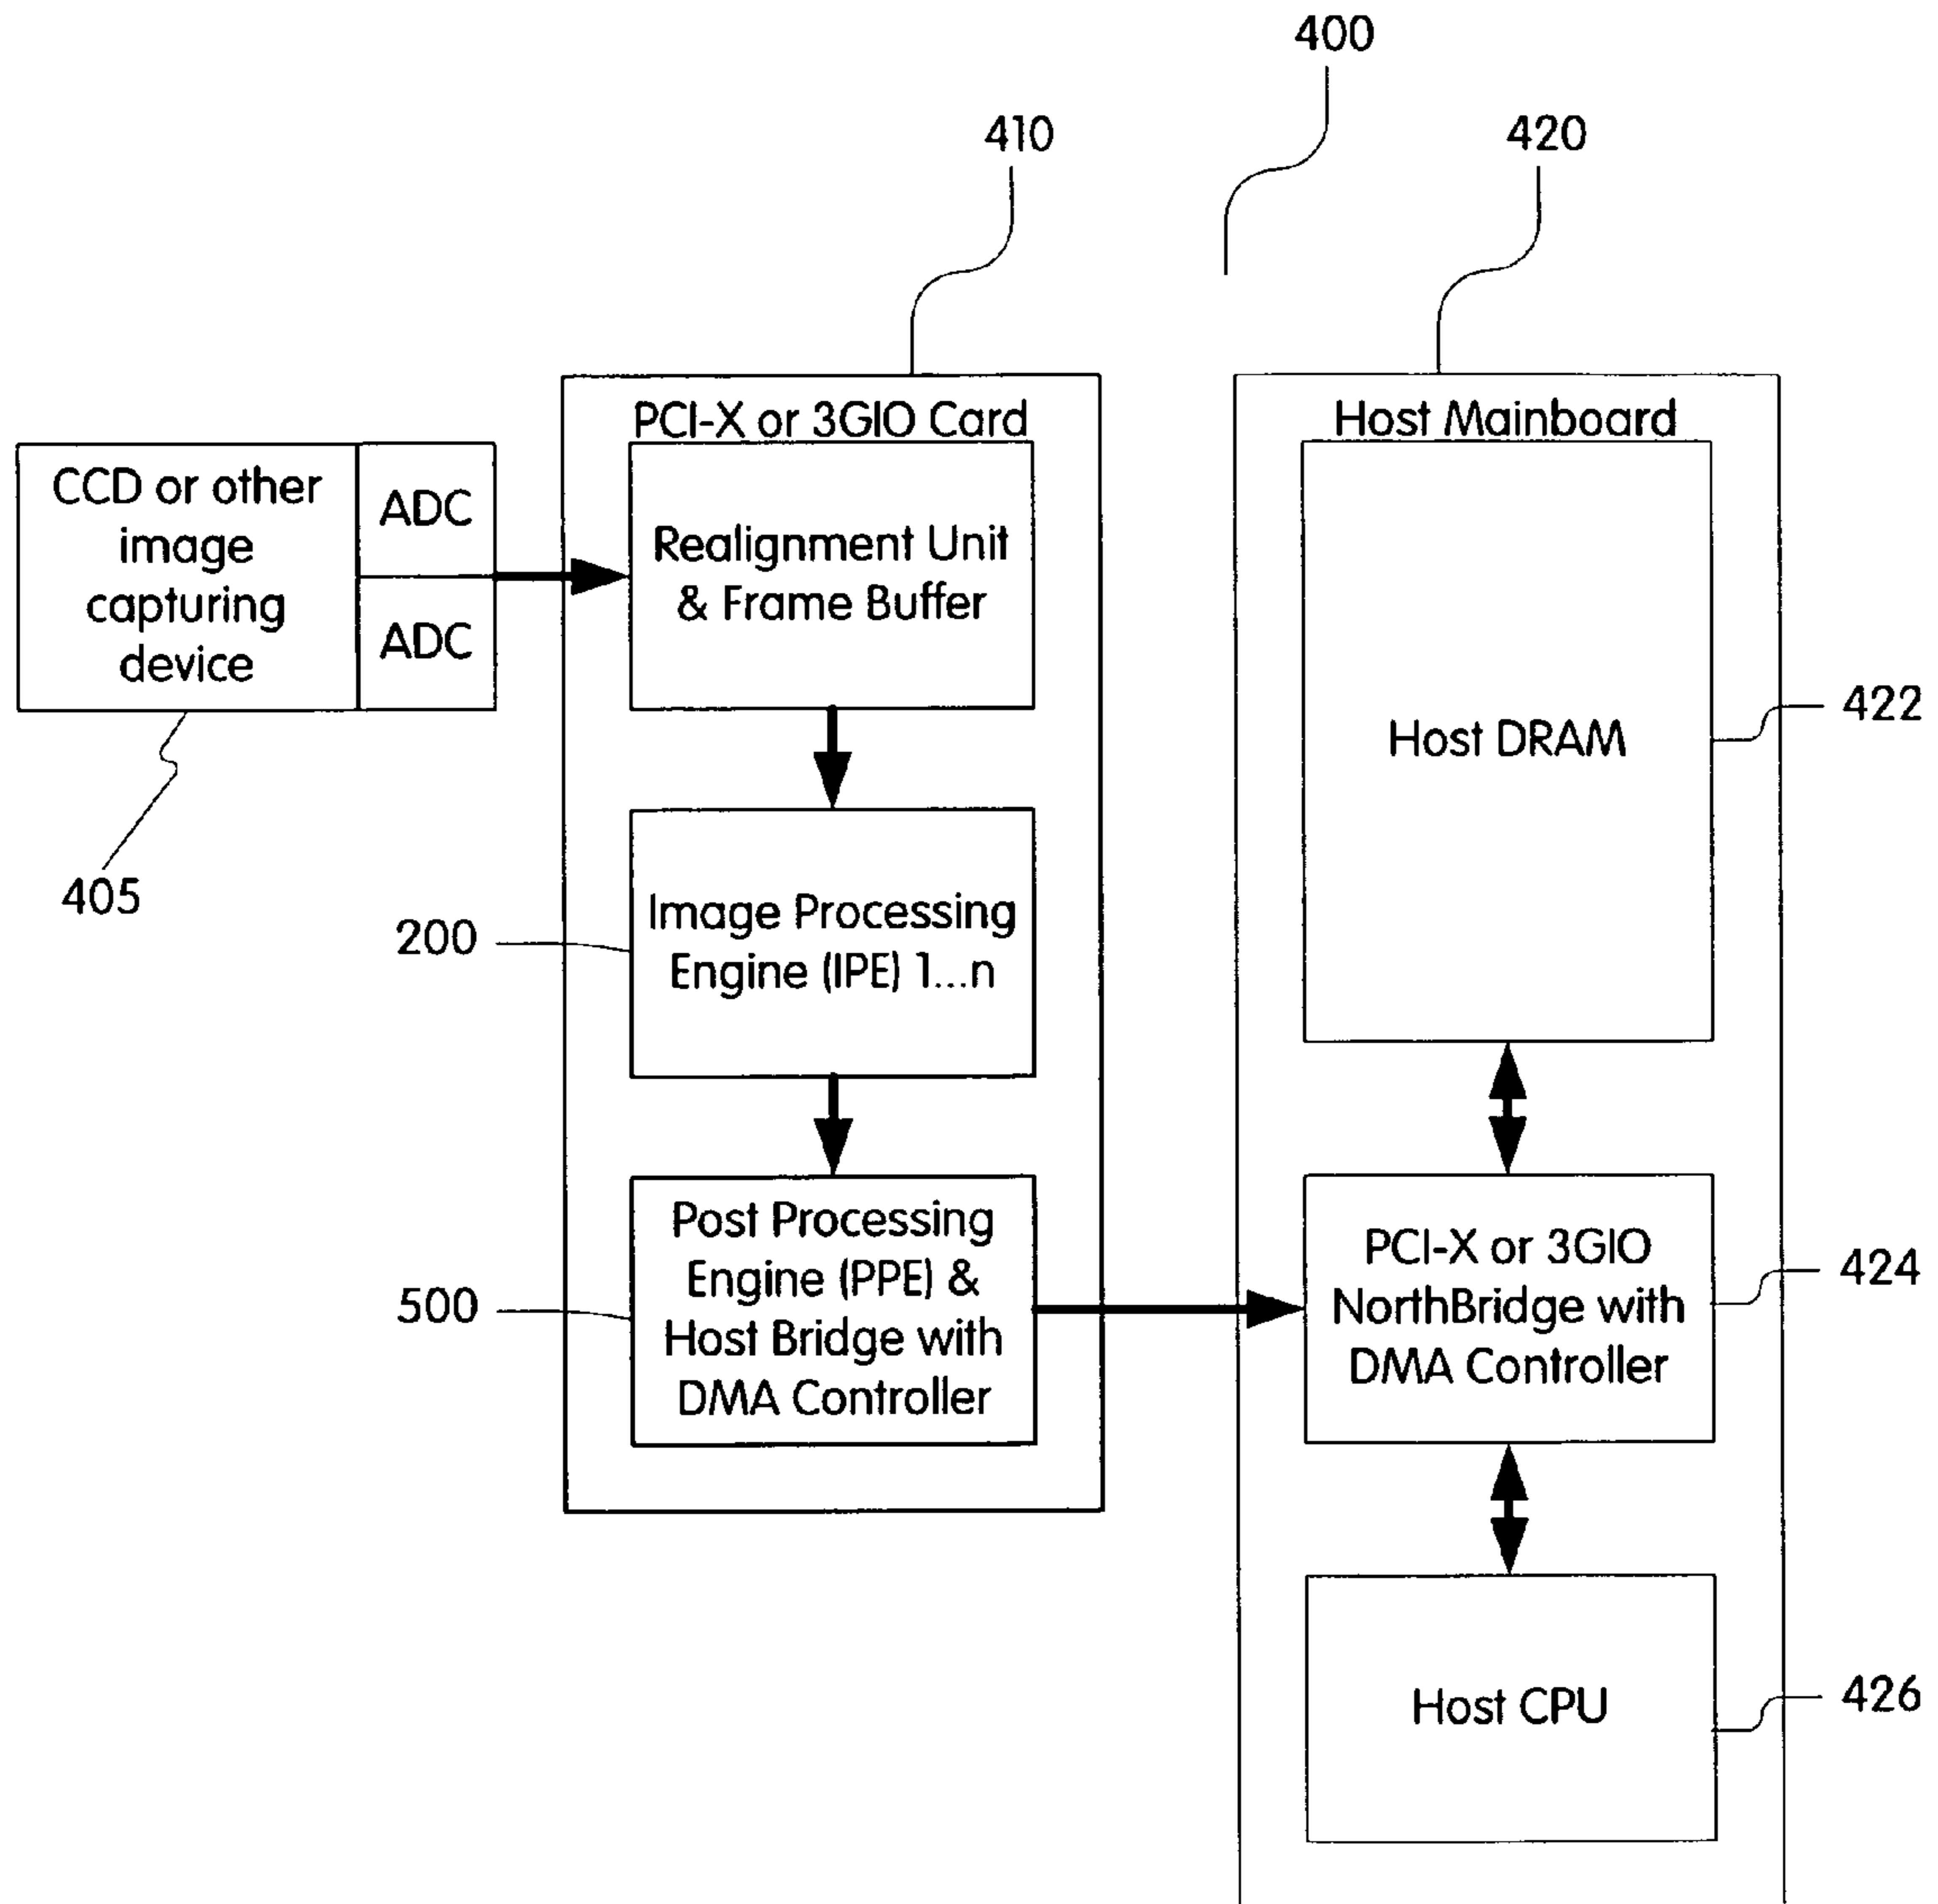 400
410
420
PCI-X or 3GIO Card
Host Mainboard
CCD or other
image
capturing
device
ADC
ADC
Realignment Unit
& Frame Buffer
Host DRAM
422
405
200
Image Processing
Engine (IPE) 1...n
500
Post Processing
Engine (PPE) &
Host Bridge with
DMA Controller
PCI-X or 3GIO
NorthBridge with
DMA Controller
424
Host CPU
426